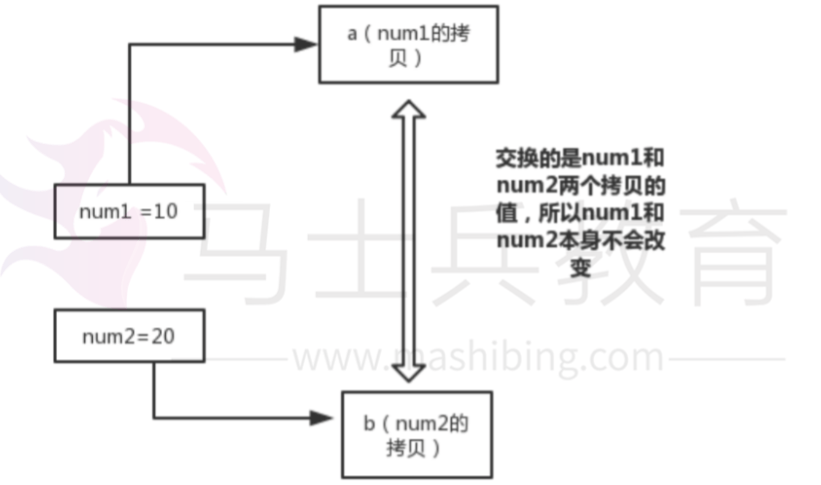 a（num1的拷
贝）
num1 =10
交换的是num1和
num2两个拷贝的
值，所以num1和
num2本身不会改
变
马士兵教育
num2=20
www.mashibing.com
b（num2的
拷贝）